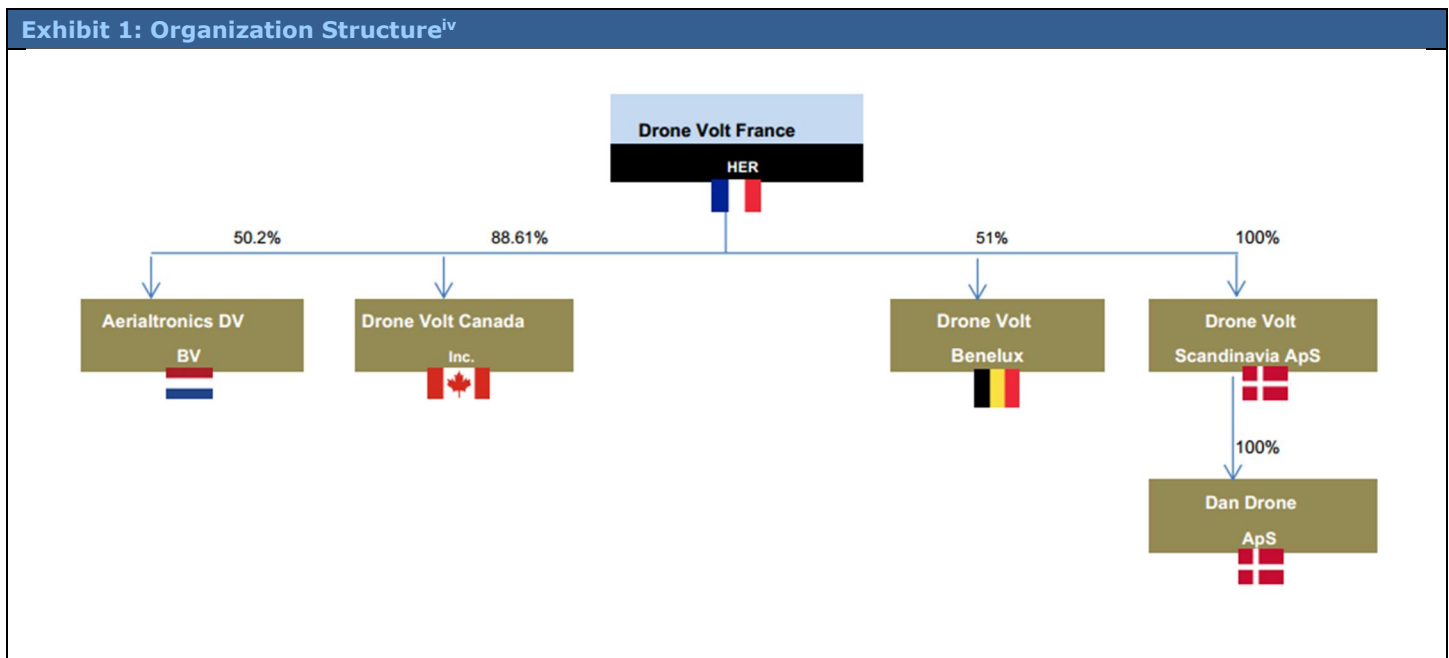 Exhibit 1: Organization Structureiv
Drone Volt France
HER
50.2%
88.61%
51%
100%
Aerialtronics DV
BV
Drone Volt Canada
Inc.
Drone Volt
Benelux
Drone Volt
Scandinavia ApS
100%
Dan Drone
ApS